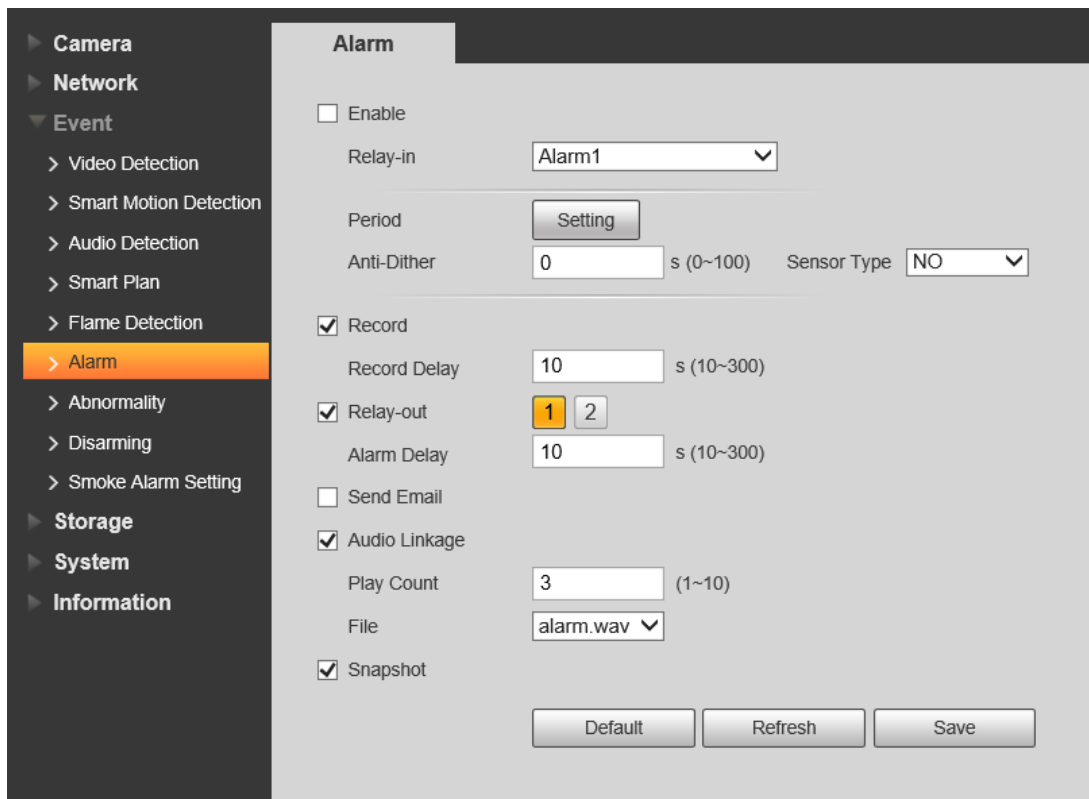 Camera
Network
Event
Video Detection
Smart Motion Detection
Audio Detection
Smart Plan
Flame Detection
Alarm
Abnormality
Disarming
Smoke Alarm Setting
Storage
System
Information
Alarm
Enable
Relay-in Alarm1
Period Setting
Anti-Dither 0 s (0~100) Sensor Type NO
Record
Record Delay 10 s (10~300)
Relay-out 1 2
Alarm Delay 10 s (10~300)
Send Email
Audio Linkage
Play Count 3 (1~10)
File alarm.wav
Snapshot
Default Refresh Save